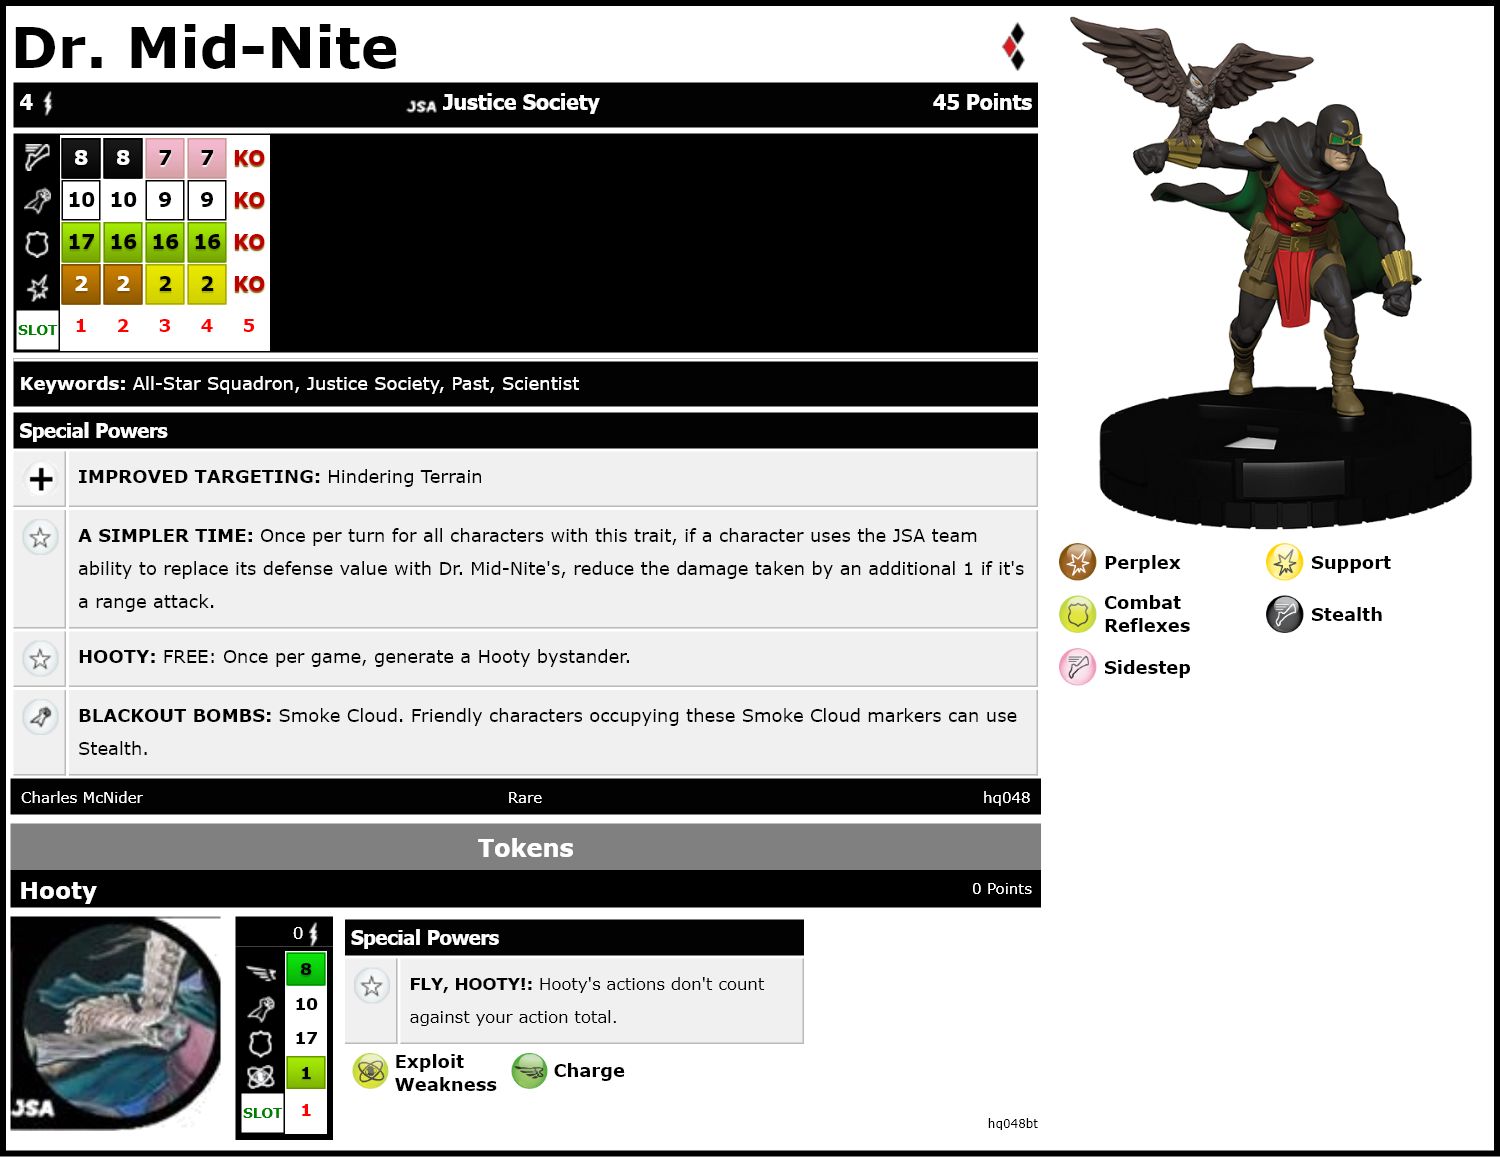 Dr. Mid-Nite
4 JSA Justice Society 45 Points
8 8 7 7 KO
10 10 9 9 KO
17 16 16 16 KO
2 2 2 2 KO
SLOT 1 2 3 4 5
Keywords: All-Star Squadron, Justice Society, Past, Scientist
Special Powers
IMPROVED TARGETING: Hindering Terrain
A SIMPLER TIME: Once per turn for all characters with this trait, if a character uses the JSA team
ability to replace its defense value with Dr. Mid-Nite's, reduce the damage taken by an additional 1 if it's
a range attack.
HOOTY: FREE: Once per game, generate a Hooty bystander.
BLACKOUT BOMBS: Smoke Cloud. Friendly characters occupying these Smoke Cloud markers can use
Stealth.
Charles McNider Rare hq048
Perplex Support
Combat
Reflexes
Stealth
Sidestep
Tokens
Hooty 0 Points
JSA
0
8
10
17
1
SLOT 1
Special Powers
FLY, HOOTY!: Hooty's actions don't count
against your action total.
Exploit
Weakness
Charge
hq048bt